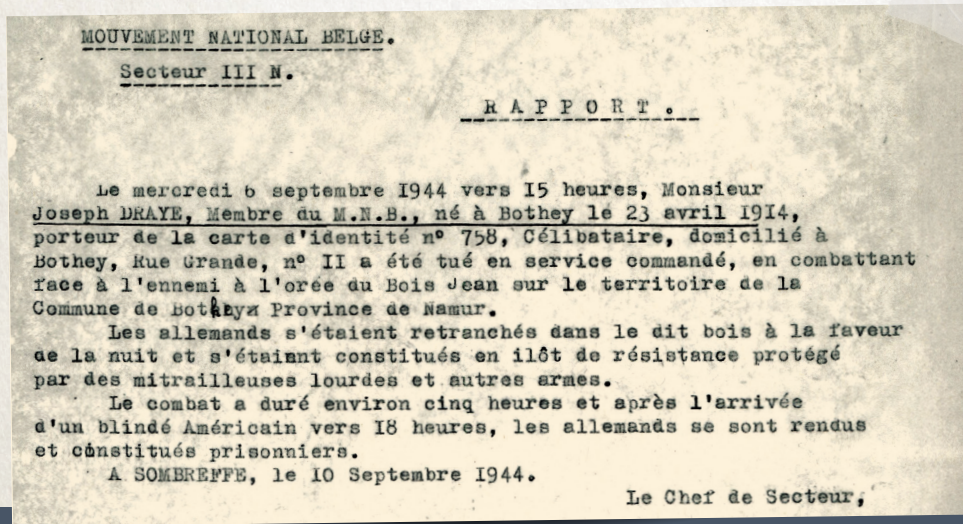 MOUVEMENT NATIONAL BELGE.
Secteur III N.
R A P P O R T .
Le mercredi 6 septembre 1944 vers 15 heures, Monsieur
Joseph DRAYE, Membre du M.N.B., né à Bothey le 23 avril 1914,
porteur de la carte d'identité n° 758, Célibataire, domicilié à
Bothey, Rue Grande, n° II a été tué en service commandé, en combattant
face à l'ennemi à l'orée du Bois Jean sur le territoire de la
Commune de Bothey Province de Namur.
Les allemands s'étaient retranchés dans le dit bois à la faveur
de la nuit et s'étaient constitués en ilôt de résistance protégé
par des mitrailleuses lourdes et autres armes.
Le combat a duré environ cinq heures et après l'arrivée
d'un blindé Américain vers 18 heures, les allemands se sont rendus
et constitués prisonniers.
A SOMBREFFE, le 10 Septembre 1944.
Le Chef de Secteur,